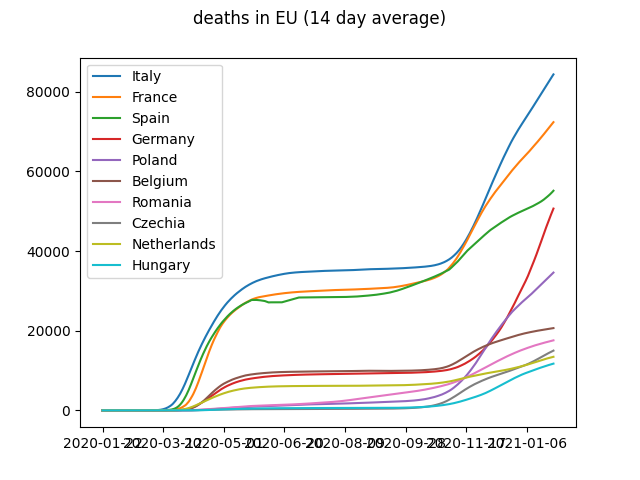 deaths in EU (14 day average)
80000
60000
40000
20000
0
Italy
France
Spain
Germany
Poland
Belgium
Romania
Czechia
Netherlands
Hungary
2020-01-22 2020-03-12 2020-05-01 2020-06-20 2020-08-09 2020-09-28 2020-11-17 2021-01-06